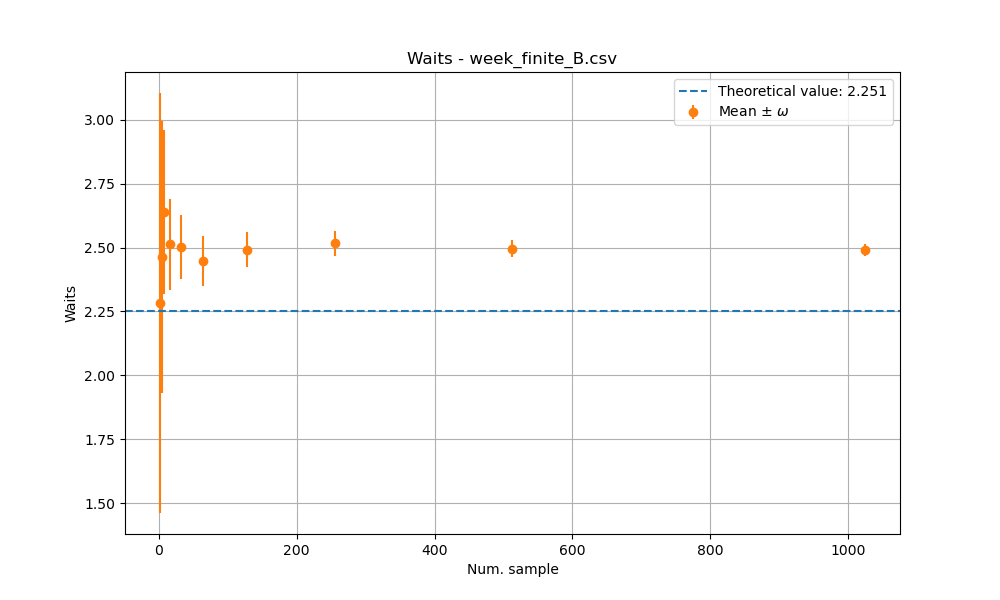 Waits - week_finite_B.csv
Theoretical value: 2.251
Mean ± ω
3.00
2.75
2.50
2.25
2.00
1.75
1.50
Waits
0 200 400 600 800 1000
Num. sample